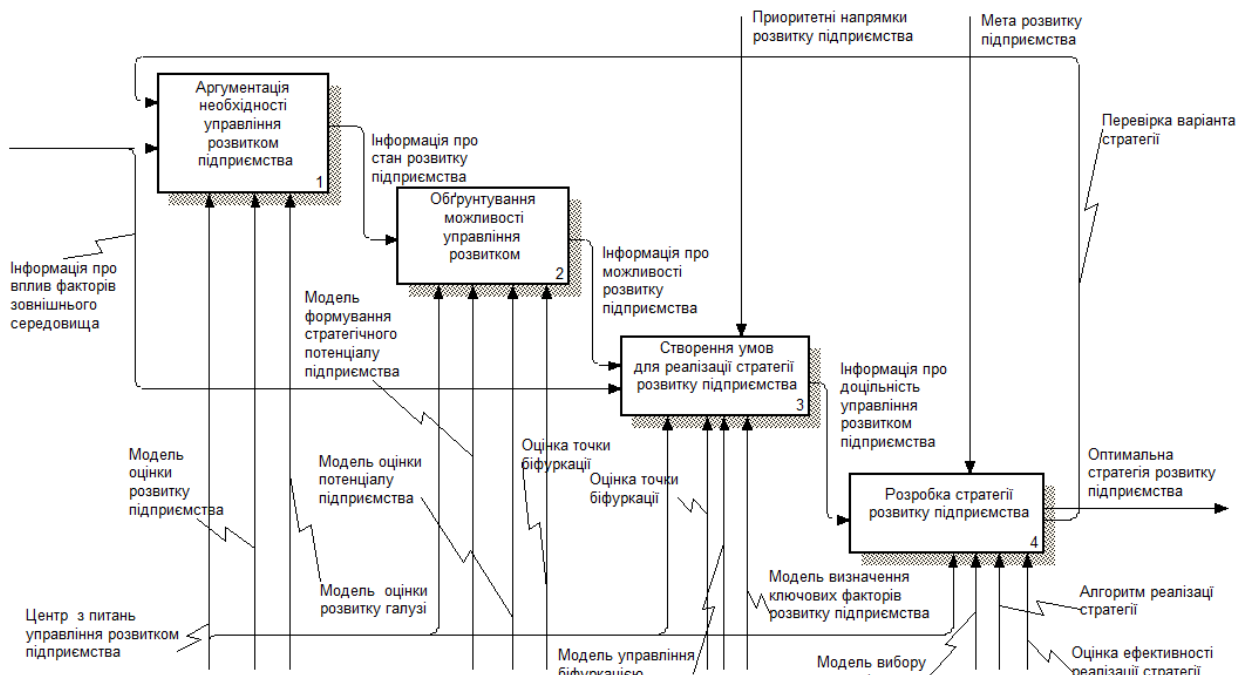 Приоритетні напрямки
розвитку підприємства
Мета розвитку
підприємства
Аргументація
необхідності
управління
розвитком
підприємства
1
Інформація про
стан розвитку
підприємства
Перевірка варіанта
стратегії
Обґрунтування
можливості
управління
розвитком
2
Інформація про
вплив факторів
зовнішнього
середовища
Модель
формування
стратегічного
потенціалу
підприємства
Інформація про
можливості
розвитку
підприємства
Створення умов
для реалізації стратегії
розвитку підприємства
3
Інформація про
доцільність
управління
розвитком
підприємства
Модель
оцінки
розвитку
підприємства
Модель оцінки
потенціалу
підприємства
Оцінка точки
біфуркації
Оцінка точки
біфуркації
Оптимальна
стратегія розвитку
підприємства
Розробка стратегії
розвитку підприємства
4
Модель оцінки
розвитку галузі
Модель визначення
ключових факторів
розвитку підприємства
Алгоритм реалізаці
стратегії
Центр з питань
управління розвитком
підприємства
Модель управління
біфуркацією
Модель вибору
Оцінка ефективності
реалізації стратегії